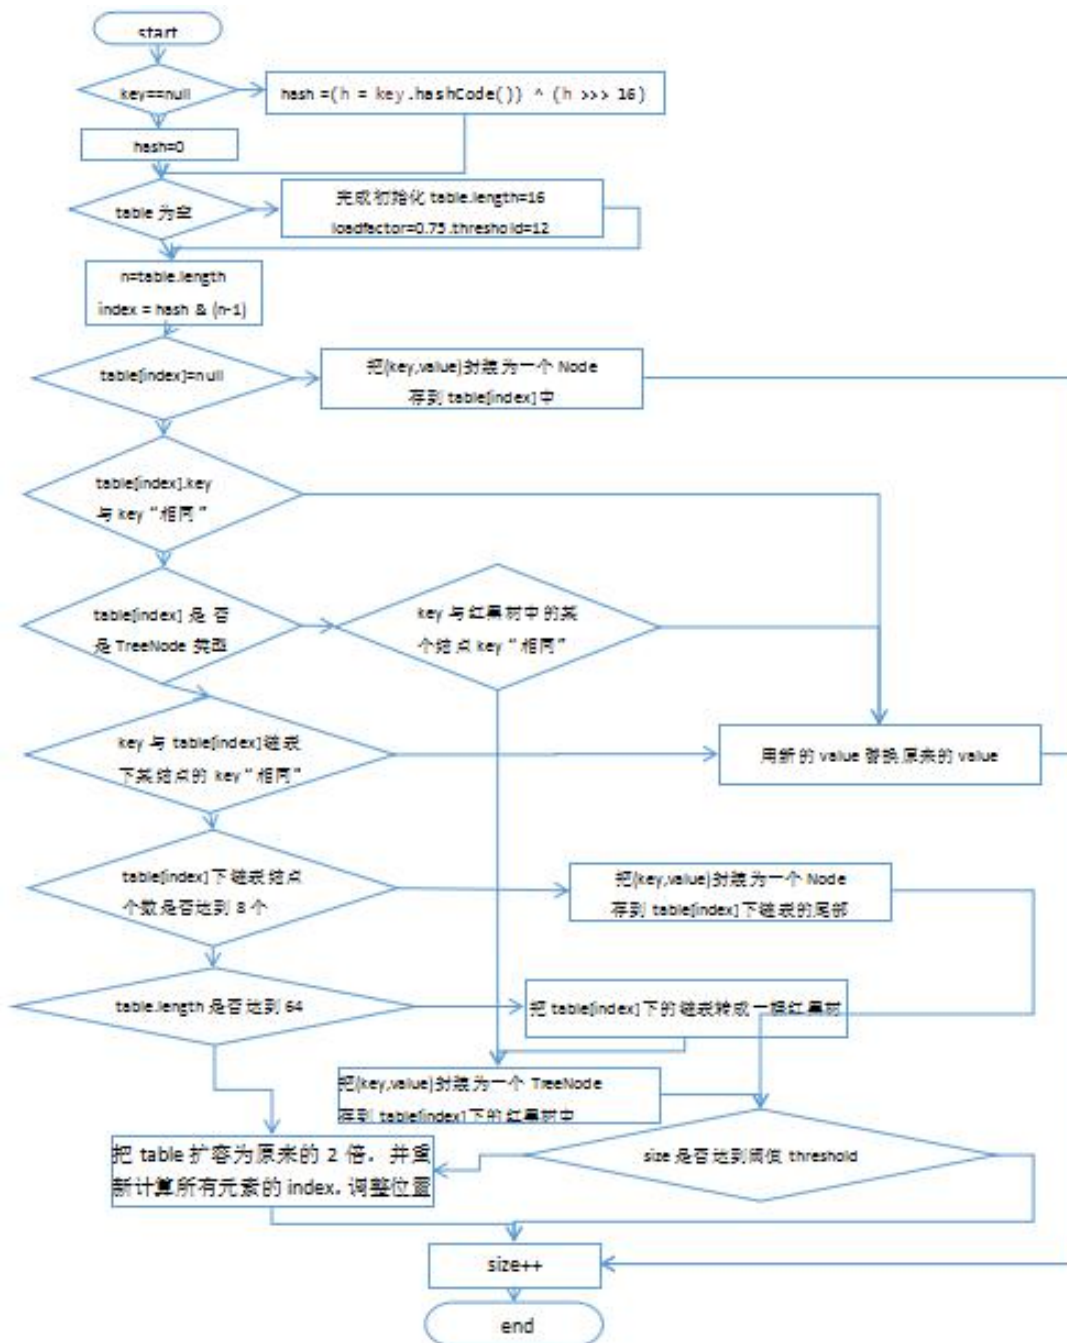 start
key==null
hash =(h = key.hashCode()) ^ (h >>> 16)
hash=0
table 为空
完成初始化 table.length=16
loadfactor=0.75.threshold=12
n=table.length
index = hash & (n-1)
table[index]=null
把(key,value)封装为一个 Node
存到 table[index]中
table[index].key
与 key“相同”
table[index] 是 否
是 TreeNode 类型
key 与红黑树中的某
个结点 key“相同”
key 与 table[index]链表
下某结点的 key“相同”
用新的 value 替换原来的 value
table[index]下链表结点
个数是否达到 8 个
把(key,value)封装为一个 Node
存到 table[index]下链表的尾部
table.length 是否达到 64
把 table[index]下的链表转成一棵红黑树
把(key,value)封装为一个 TreeNode
存到 table[index]下的红黑树中
size 是否达到阈值 threshold
把 table 扩容为原来的 2 倍，并重
新计算所有元素的 index，调整位置
size++
end